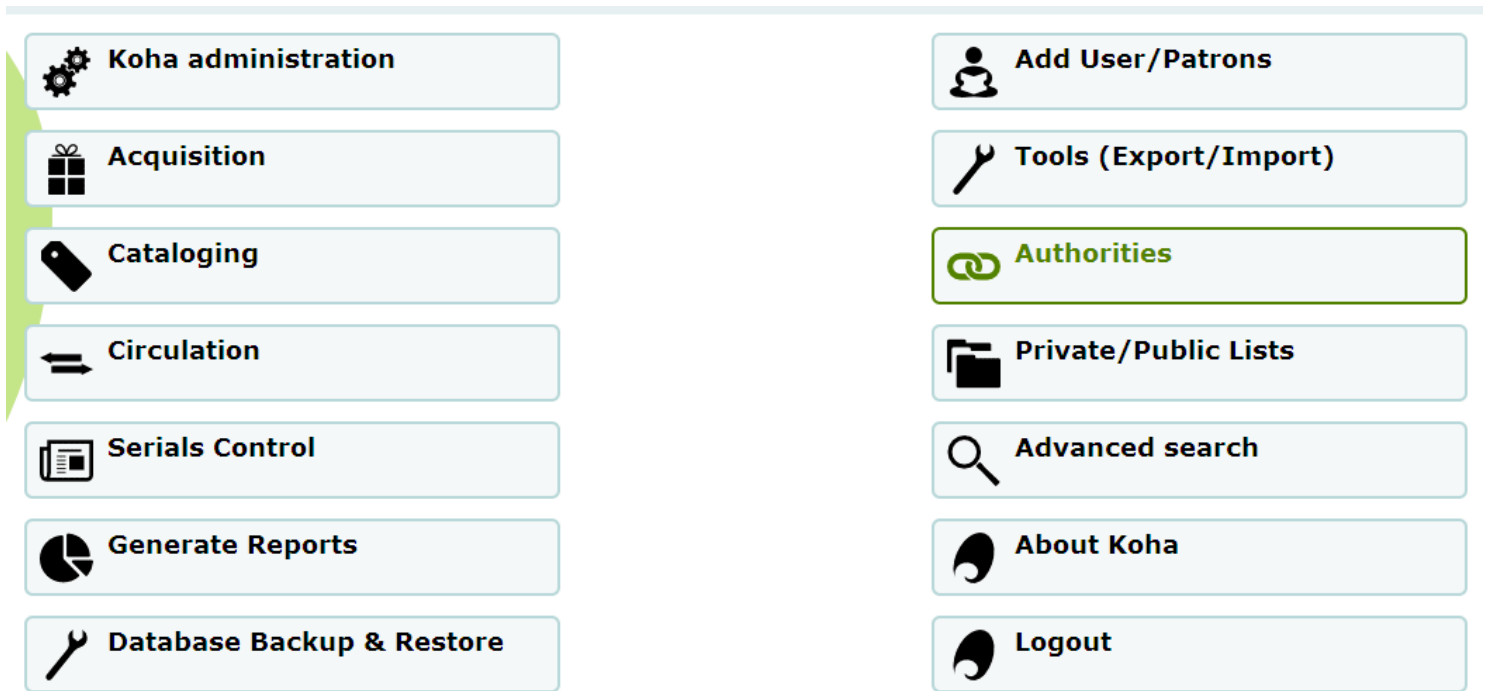 Koha administration
Add User/Patrons
Acquisition
Tools (Export/Import)
Cataloging
Authorities
Circulation
Private/Public Lists
Serials Control
Advanced search
Generate Reports
About Koha
Database Backup & Restore
Logout